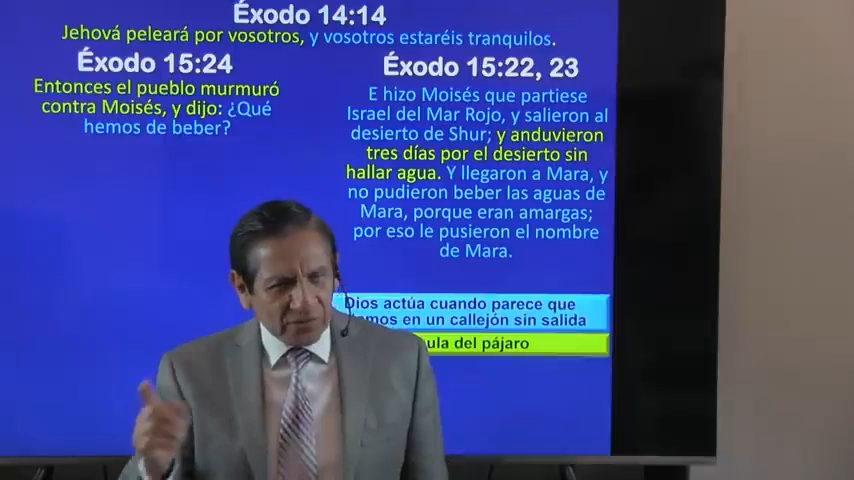 Éxodo 14:14
Jehová peleará por vosotros, y vosotros estaréis tranquilos.
Éxodo 15:24
Entonces el pueblo murmuró
contra Moisés, y dijo: ¿Qué
hemos de beber?
Éxodo 15:22, 23
E hizo Moisés que partiese
Israel del Mar Rojo, y salieron al
desierto de Shur; y anduvieron
tres días por el desierto sin
hallar agua. Y llegaron a Mara, y
no pudieron beber las aguas de
Mara, porque eran amargas;
por eso le pusieron el nombre
de Mara.
Dios actúa cuando parece que
en un callejón sin salida
del pájaro